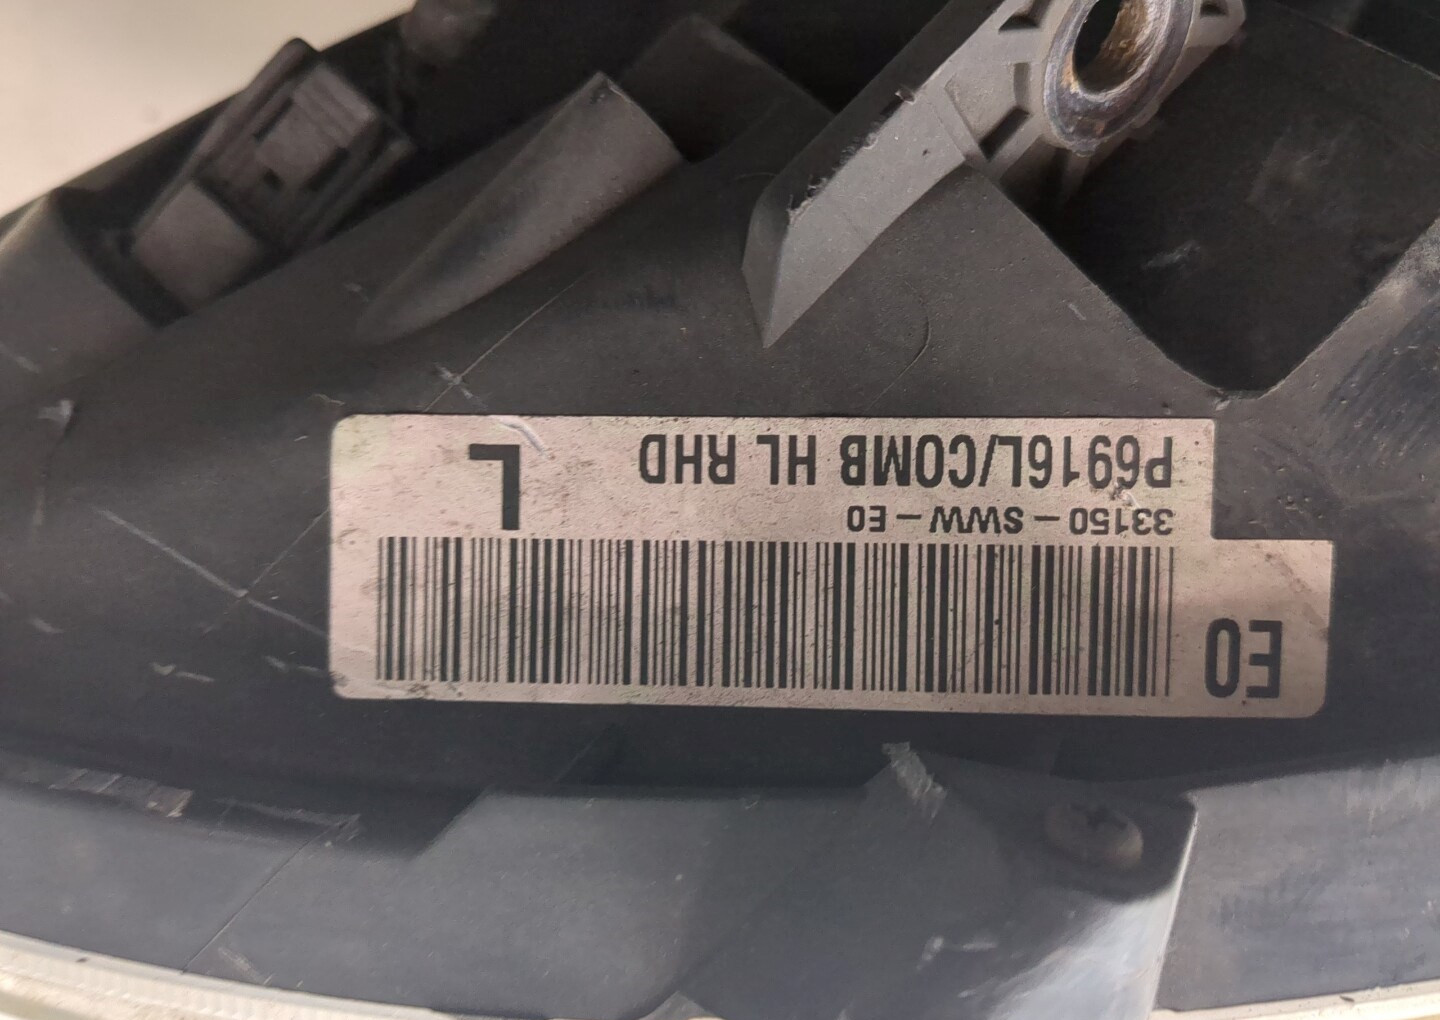 E0
33150 - SWW - E0
P6916L/COMB HL RHD
L